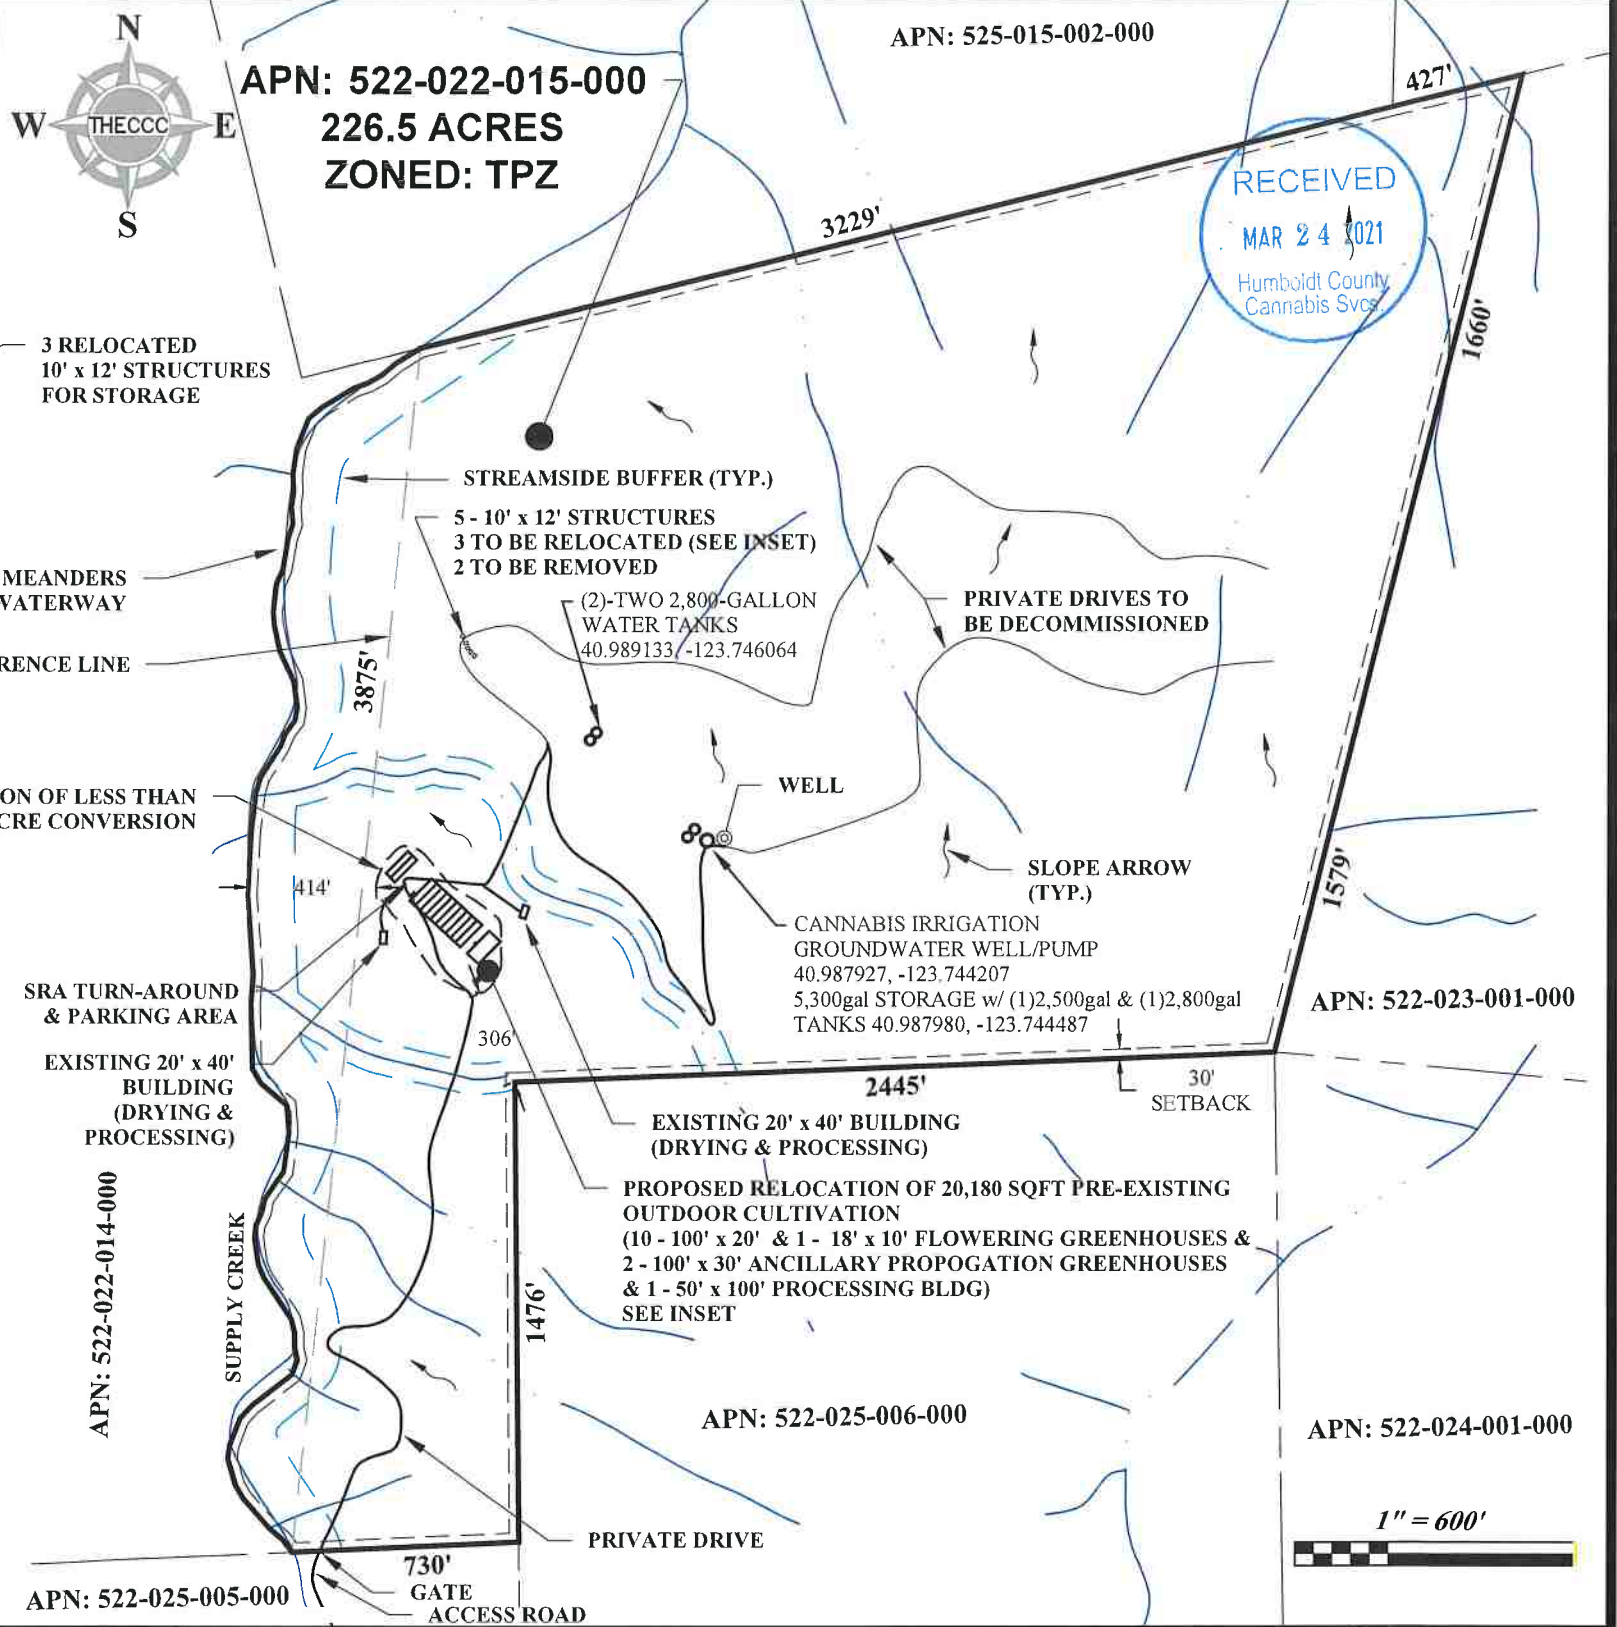 N
W
THECCC
E
S
APN: 522-022-015-000
226.5 ACRES
ZONED: TPZ
APN: 525-015-002-000
427'
3229'
RECEIVED
MAR 24 2021
Humboldt County
Cannabis Svcs.
1660'
3 RELOCATED
10' x 12' STRUCTURES
FOR STORAGE
STREAMSIDE BUFFER (TYP.)
5 - 10' x 12' STRUCTURES
3 TO BE RELOCATED (SEE INSET)
2 TO BE REMOVED
MEANDERS
WATERWAY
(2)-TWO 2,800-GALLON
WATER TANKS
40.989133, -123.746064
PRIVATE DRIVES TO
BE DECOMMISSIONED
RENCE LINE
3875'
ON OF LESS THAN
CRE CONVERSION
WELL
414'
SLOPE ARROW
(TYP.)
1579'
CANNABIS IRRIGATION
GROUNDWATER WELL/PUMP
40.987927, -123.744207
5,300gal STORAGE w/ (1)2,500gal & (1)2,800gal
TANKS 40.987980, -123.744487
SRA TURN-AROUND
& PARKING AREA
APN: 522-023-001-000
306'
EXISTING 20' x 40'
BUILDING
(DRYING &
PROCESSING)
2445'
30'
SETBACK
EXISTING 20' x 40' BUILDING
(DRYING & PROCESSING)
PROPOSED RELOCATION OF 20,180 SQFT PRE-EXISTING
OUTDOOR CULTIVATION
(10 - 100' x 20' & 1 - 18' x 10' FLOWERING GREENHOUSES &
2 - 100' x 30' ANCILLARY PROPOGATION GREENHOUSES
& 1 - 50' x 100' PROCESSING BLDG)
SEE INSET
APN: 522-022-014-000
SUPPLY CREEK
1476'
APN: 522-025-006-000
APN: 522-024-001-000
PRIVATE DRIVE
1" = 600'
730'
GATE
ACCESS ROAD
APN: 522-025-005-000